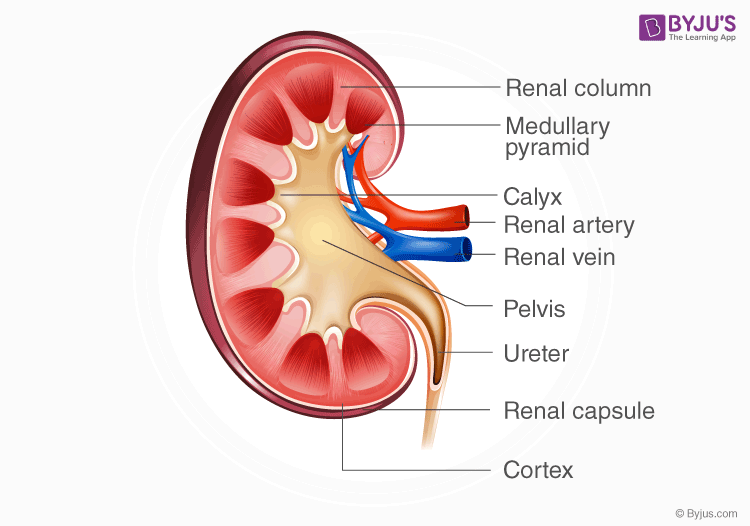 BYJU'S
The Learning App
Renal column
Medullary
pyramid
Calyx
Renal artery
Renal vein
Pelvis
Ureter
Renal capsule
Cortex
© Byjus.com